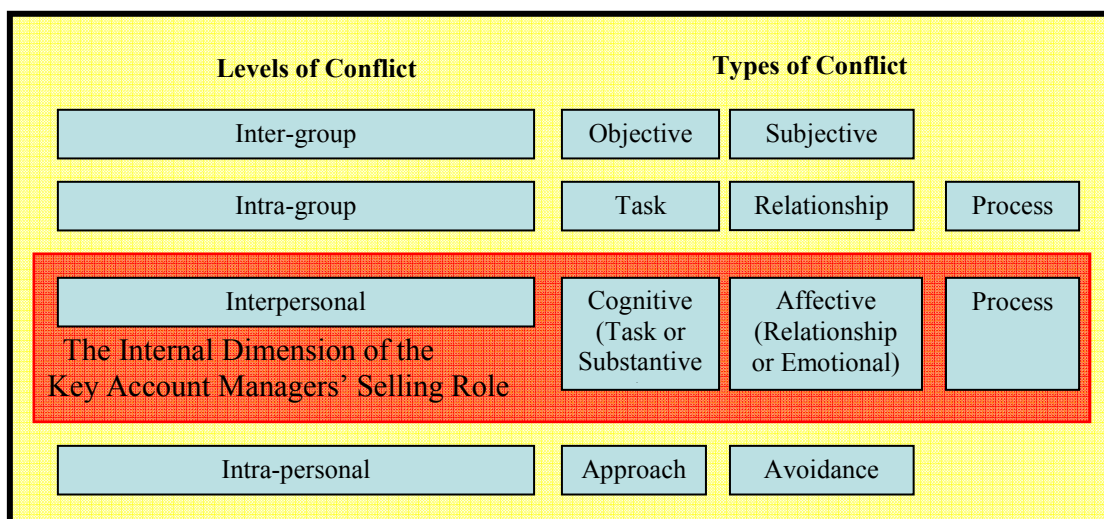 Levels of Conflict
Types of Conflict
Inter-group
Objective
Subjective
Intra-group
Task
Relationship
Process
Interpersonal
Cognitive
(Task or
Substantive
Affective
(Relationship
or Emotional)
Process
The Internal Dimension of the
Key Account Managers’ Selling Role
Intra-personal
Approach
Avoidance